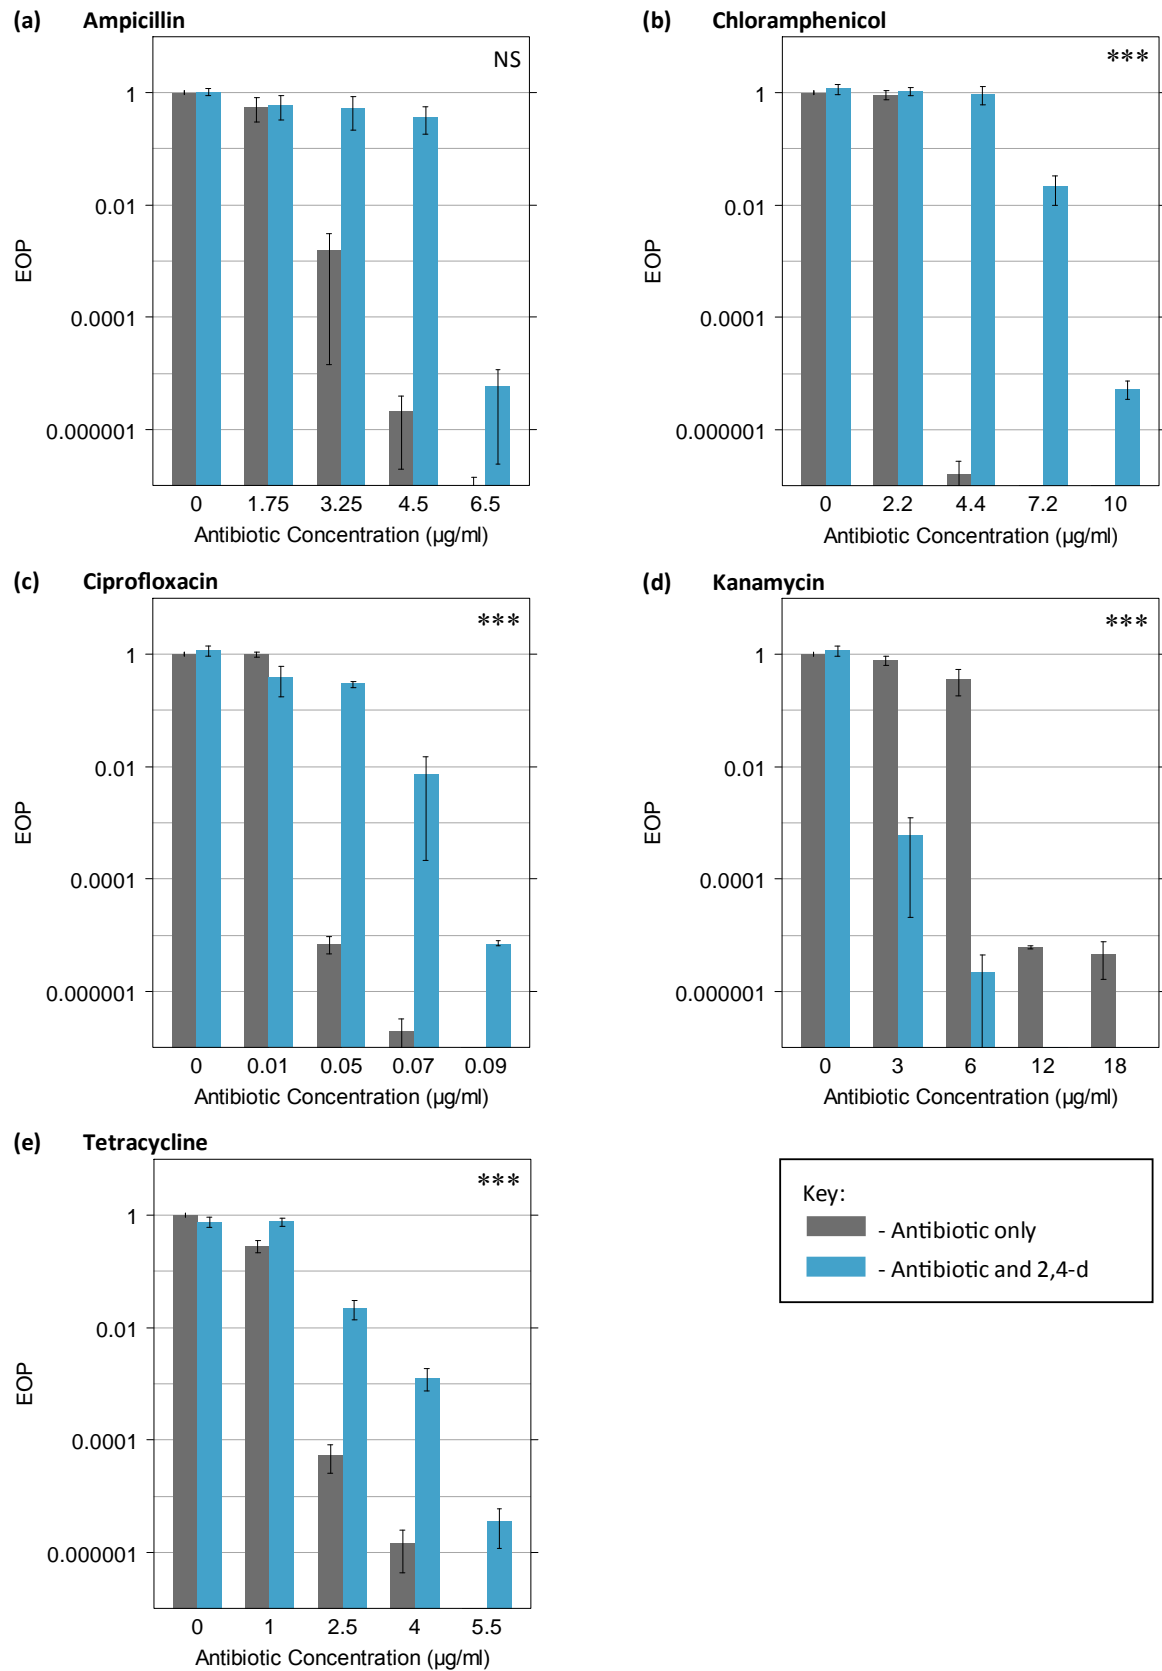 (a) Ampicillin
NS
1
0.01
0.0001
0.000001
EOP
0 1.75 3.25 4.5 6.5
Antibiotic Concentration (µg/ml)
(b) Chloramphenicol
***
1
0.01
0.0001
0.000001
EOP
0 2.2 4.4 7.2 10
Antibiotic Concentration (µg/ml)
(c) Ciprofloxacin
***
1
0.01
0.0001
0.000001
EOP
0 0.01 0.05 0.07 0.09
Antibiotic Concentration (µg/ml)
(d) Kanamycin
***
1
0.01
0.0001
0.000001
EOP
0 3 6 12 18
Antibiotic Concentration (µg/ml)
(e) Tetracycline
***
1
0.01
0.0001
0.000001
EOP
0 1 2.5 4 5.5
Antibiotic Concentration (µg/ml)
Key:
- Antibiotic only
- Antibiotic and 2,4-d